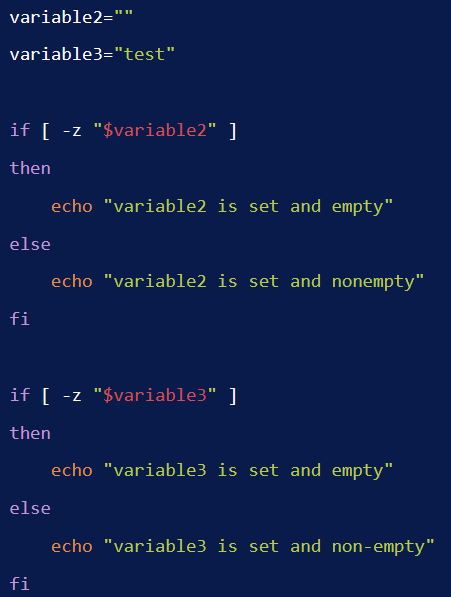 variable2=""
variable3="test"
if [ -z "$variable2" ]
then
echo "variable2 is set and empty"
else
echo "variable2 is set and nonempty"
fi
if [ -z "$variable3" ]
then
echo "variable3 is set and empty"
else
echo "variable3 is set and non-empty"
fi